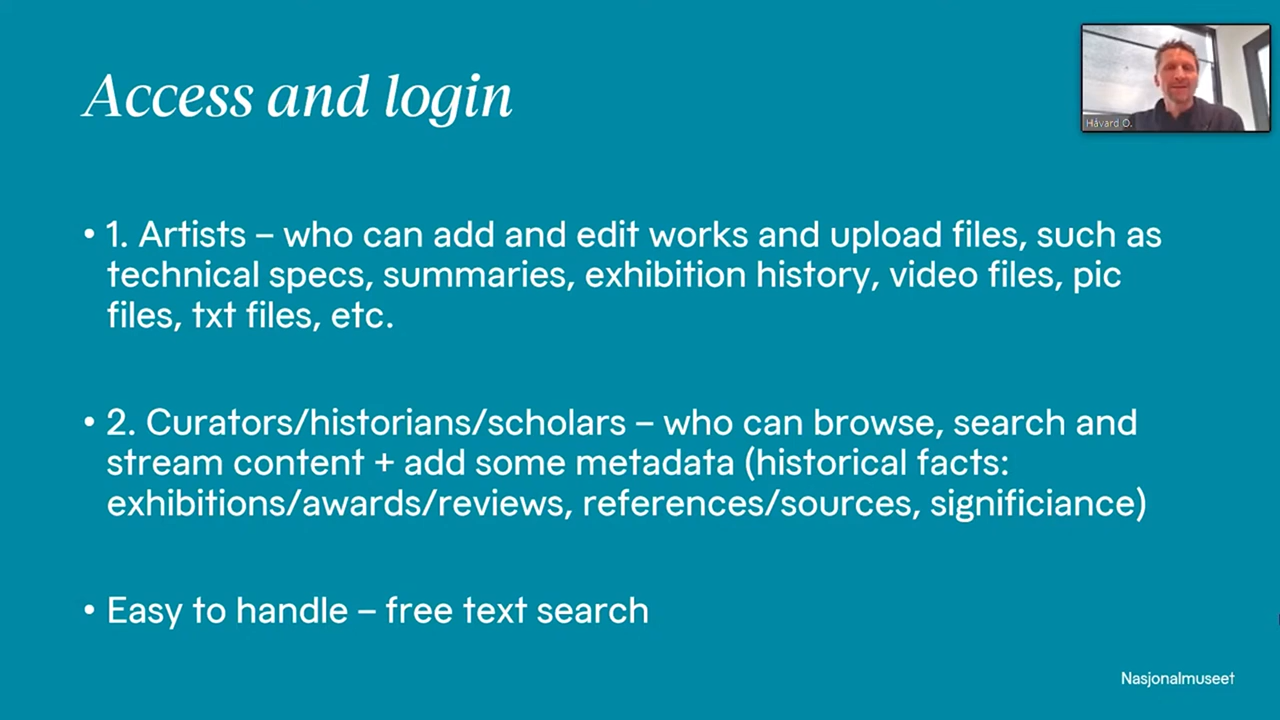 Access and login
Håvard O.
• 1. Artists – who can add and edit works and upload files, such as
technical specs, summaries, exhibition history, video files, pic
files, txt files, etc.
• 2. Curators/historians/scholars – who can browse, search and
stream content + add some metadata (historical facts:
exhibitions/awards/reviews, references/sources, significiance)
• Easy to handle – free text search
Nasjonalmuseet